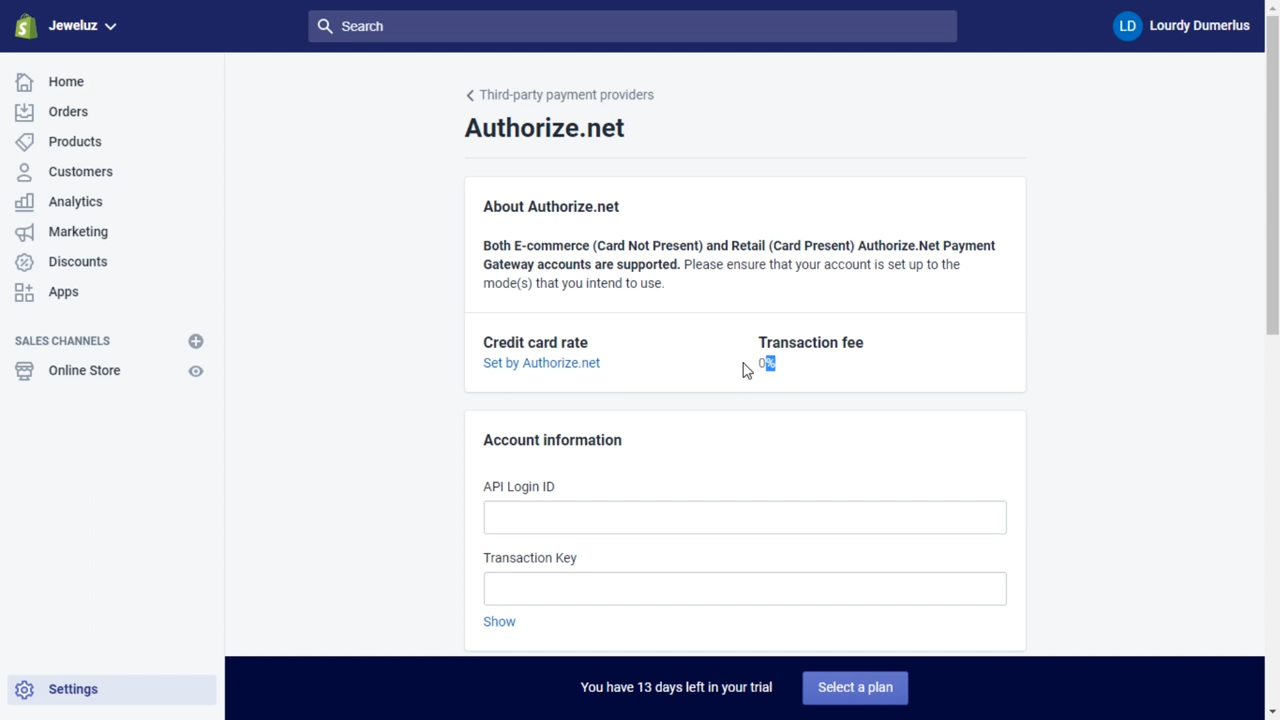 Jeweluz
Search
LD Lourdy Dumerlus
Home
Orders
Products
Customers
Analytics
Marketing
Discounts
Apps
SALES CHANNELS
Online Store
Settings
Third-party payment providers
Authorize.net
About Authorize.net
Both E-commerce (Card Not Present) and Retail (Card Present) Authorize.Net Payment
Gateway accounts are supported. Please ensure that your account is set up to the
mode(s) that you intend to use.
Credit card rate
Set by Authorize.net
Transaction fee
0%
Account information
API Login ID
Transaction Key
Show
You have 13 days left in your trial
Select a plan